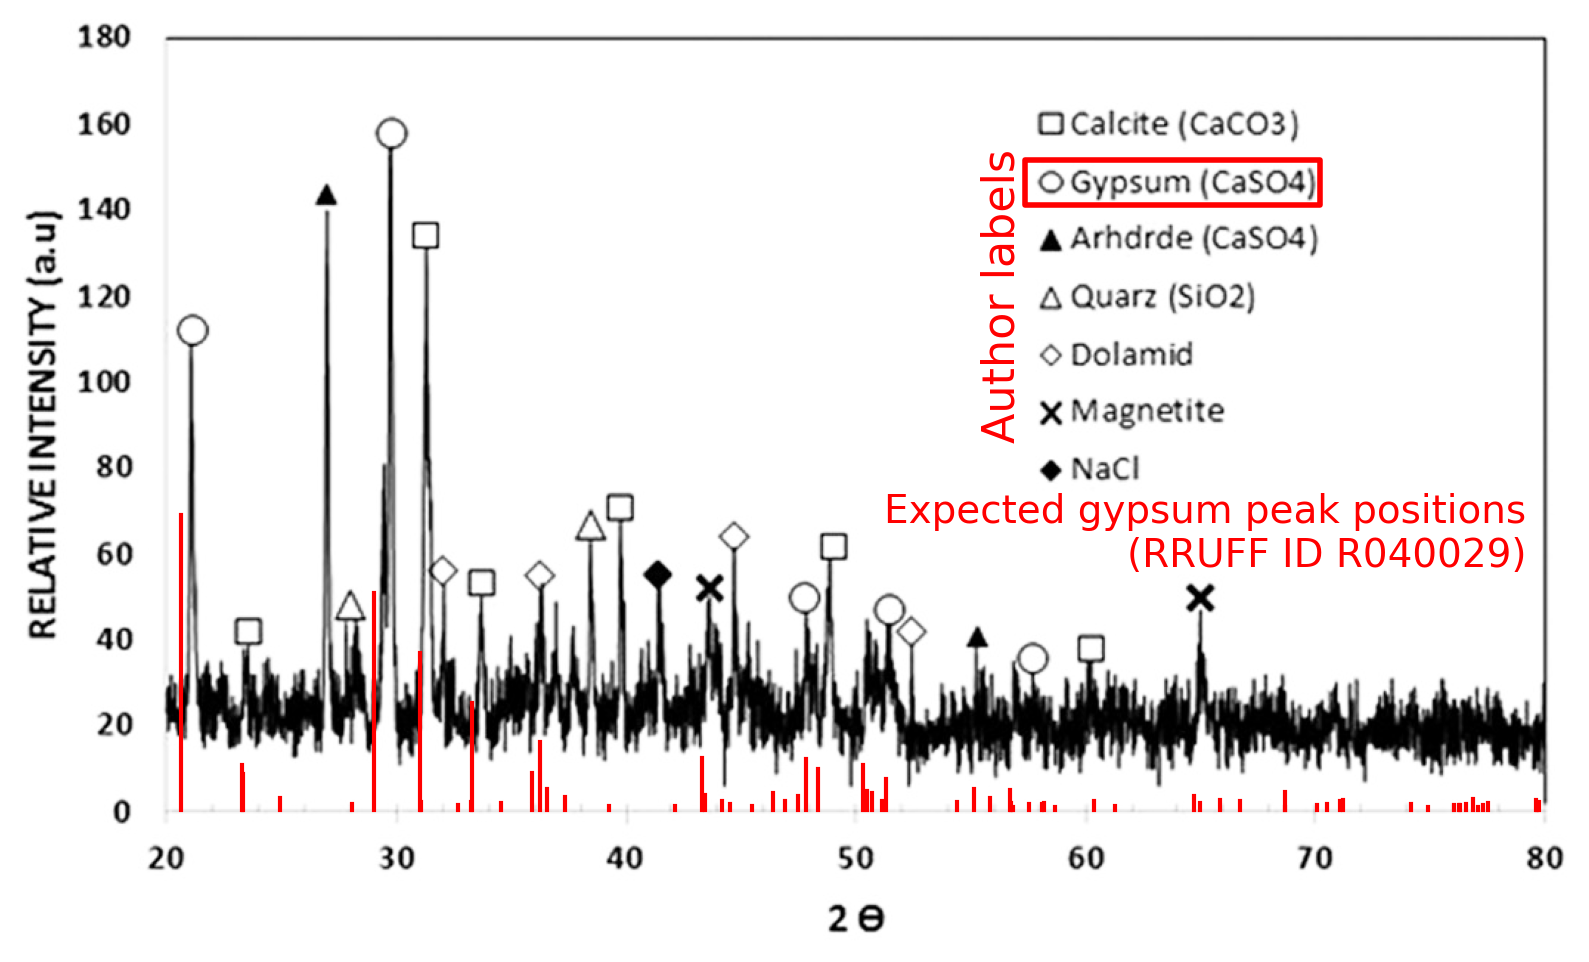 180
160
140
120
100
80
60
40
20
0
RELATIVE INTENSITY (a.u)
20 30 40 50 60 70 80
2 Θ
Author labels
Calcite (CaCO3)
Gypsum (CaSO4)
Arhdrde (CaSO4)
Quarz (SiO2)
Dolamid
Magnetite
NaCl
Expected gypsum peak positions
(RRUFF ID R040029)